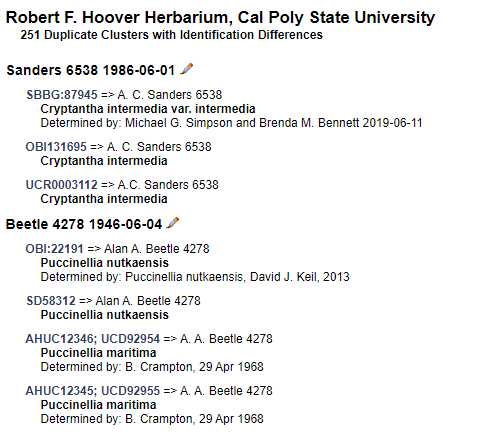 Robert F. Hoover Herbarium, Cal Poly State University
251 Duplicate Clusters with Identification Differences
Sanders 6538 1986-06-01
SBBG:87945 => A. C. Sanders 6538
Cryptantha intermedia var. intermedia
Determined by: Michael G. Simpson and Brenda M. Bennett 2019-06-11
OBI131695 => A. C. Sanders 6538
Cryptantha intermedia
UCR0003112 => A.C. Sanders 6538
Cryptantha intermedia
Beetle 4278 1946-06-04
OBI:22191 => Alan A. Beetle 4278
Puccinellia nutkaensis
Determined by: Puccinellia nutkaensis, David J. Keil, 2013
SD58312 => Alan A. Beetle 4278
Puccinellia nutkaensis
AHUC12346; UCD92954 => A. A. Beetle 4278
Puccinellia maritima
Determined by: B. Crampton, 29 Apr 1968
AHUC12345; UCD92955 => A. A. Beetle 4278
Puccinellia maritima
Determined by: B. Crampton, 29 Apr 1968